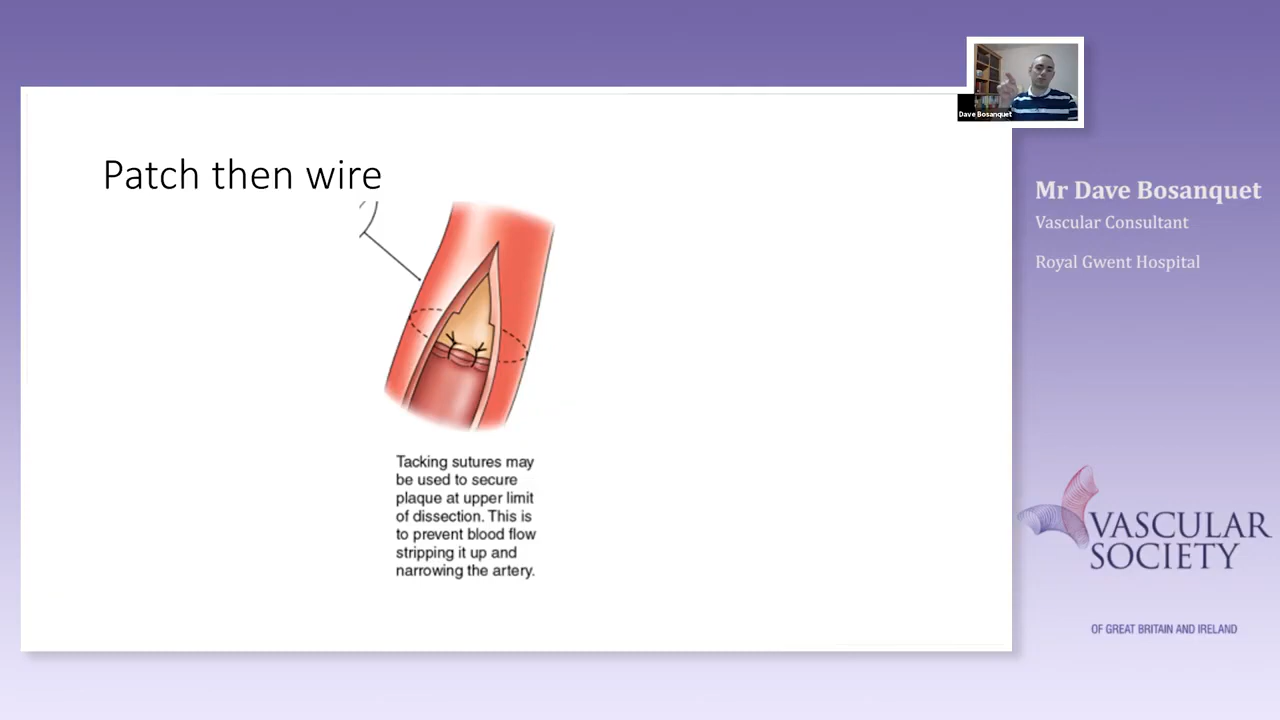 Patch then wire
Tacking sutures may
be used to secure
plaque at upper limit
of dissection. This is
to prevent blood flow
stripping it up and
narrowing the artery.
Dave Bosanquet
Mr Dave Bosanquet
Vascular Consultant
Royal Gwent Hospital
VASCULAR
SOCIETY
OF GREAT BRITAIN AND IRELAND